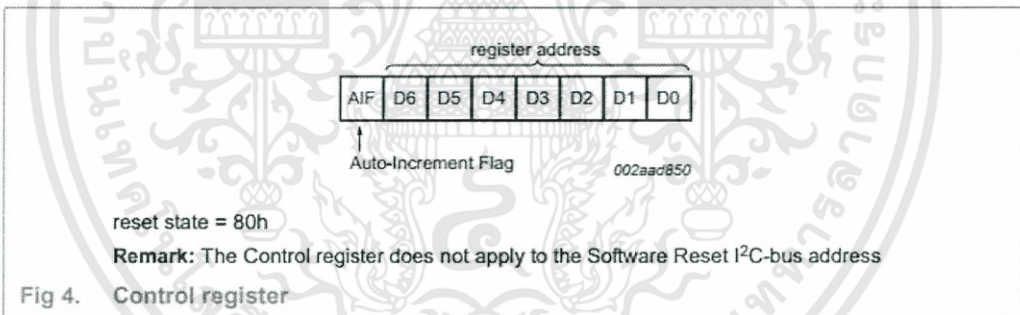 register address
AIF D6 D5 D4 D3 D2 D1 D0
Auto-Increment Flag
002aad850
reset state = 80h
Remark: The Control register does not apply to the Software Reset I²C-bus address
Fig 4. Control register